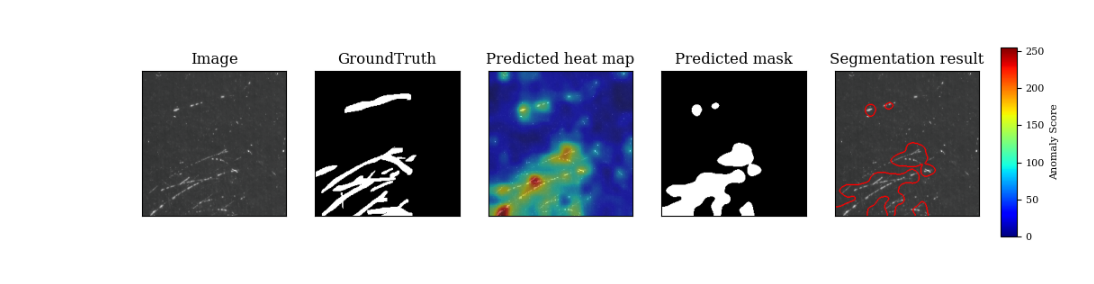 Image
GroundTruth
Predicted heat map
Predicted mask
Segmentation result
250
200
150
100
50
0
Anomaly Score